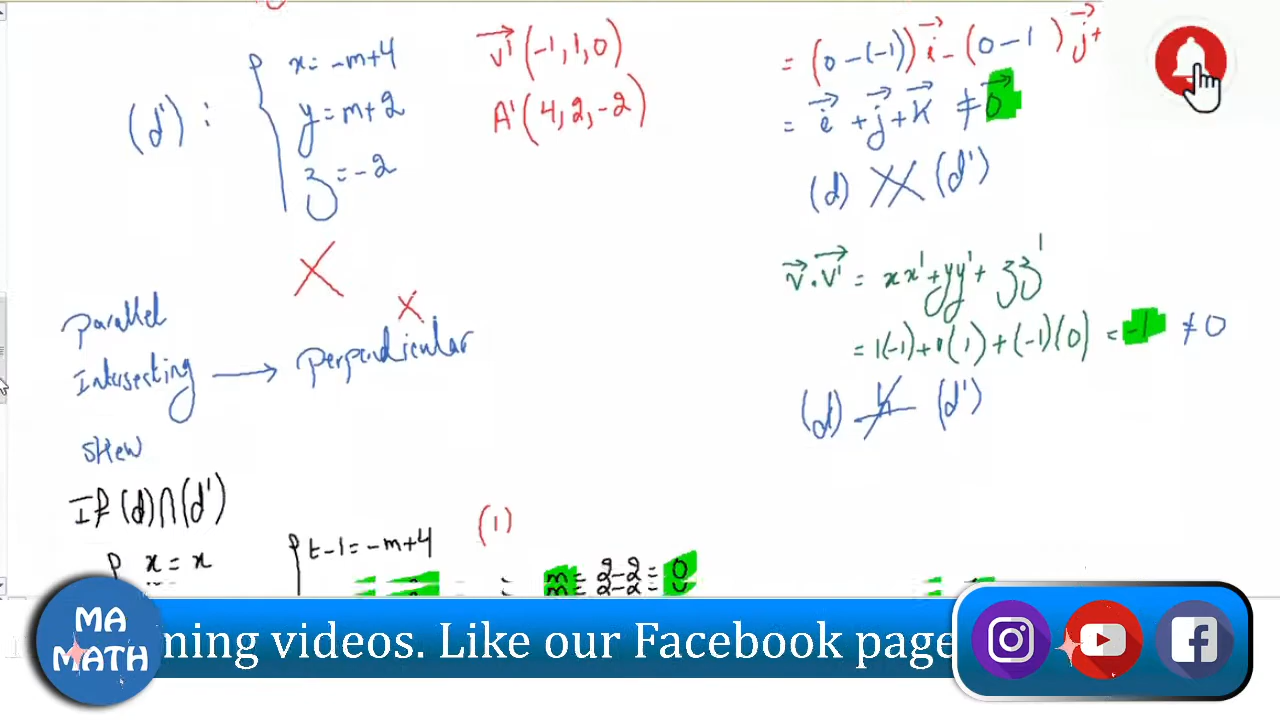 (d') :
x = -m+4
y = m+2
z = -2
v'(-1, 1, 0)
A'(4, 2, -2)
= (0-(-1)) i - (0-1) j +
= i + j + k ≠ 0
(d) (d')
v . v' = xx' + yy' + zz'
= 1(-1) + (1) + (-1)(0) = -1 ≠ 0
(d) (d')
Parallel
Intersecting → perpendicular
Skew
If (d) ∩ (d')
x = x
t-1 = -m+4 (1)
m = 2-2 = 0
MA
MATH
ning videos. Like our Facebook page